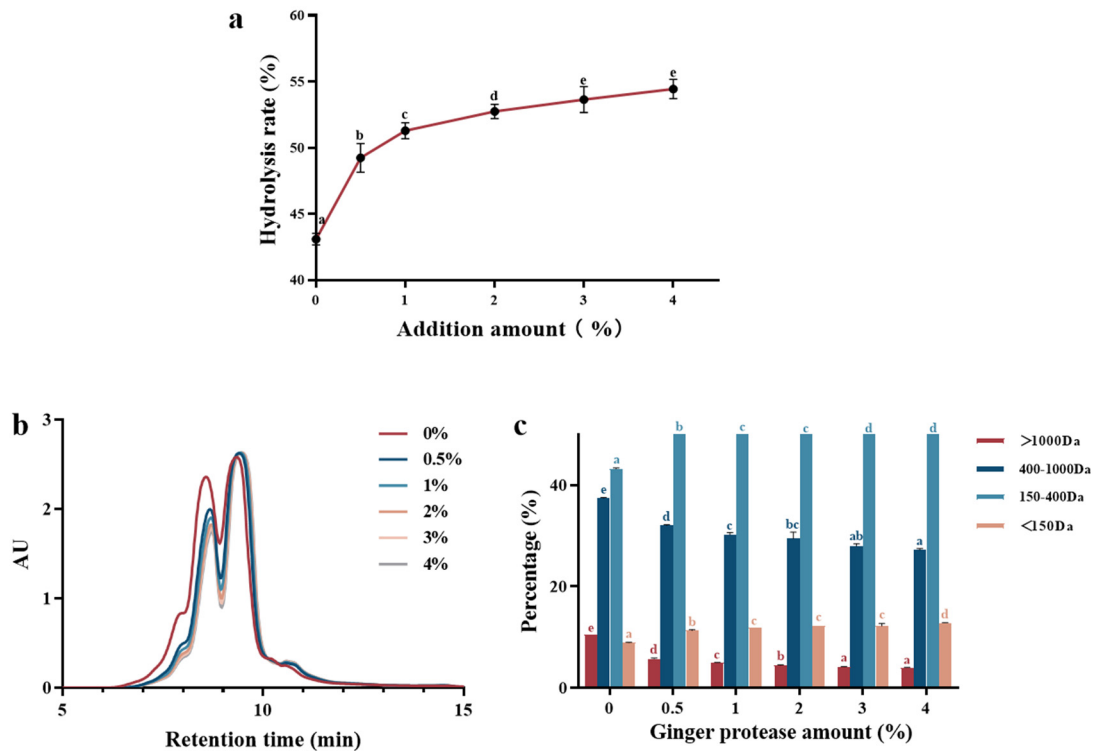 a
60
55
50
45
40
Hydrolysis rate (%)
a
b
c
d
e
e
0
1
2
3
4
Addition amount ( %)
b
3
2
1
0
AU
0%
0.5%
1%
2%
3%
4%
5
10
15
Retention time (min)
c
40
20
0
Percentage (%)
e e a a
d d b b
c c c c
b bc c c
a ab d c
a a d d
>1000Da
400-1000Da
150-400Da
<150Da
0
0.5
1
2
3
4
Ginger protease amount (%)